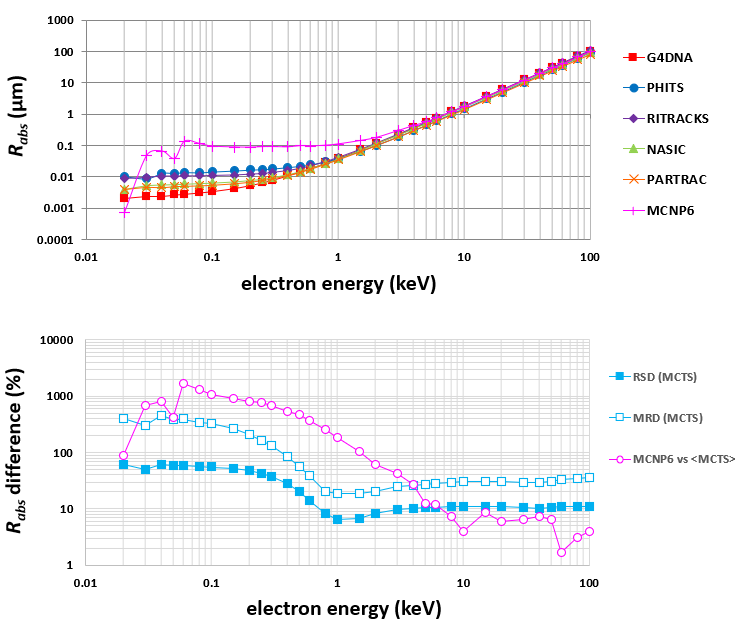 1000
100
10
1
0.1
0.01
0.001
0.0001
R_abs (μm)
0.01
0.1
1
10
100
electron energy (keV)
G4DNA
PHITS
RITRACKS
NASIC
PARTRAC
MCNP6
10000
1000
100
10
1
R_abs difference (%)
0.01
0.1
1
10
100
electron energy (keV)
RSD (MCTS)
MRD (MCTS)
MCNP6 vs <MCTS>